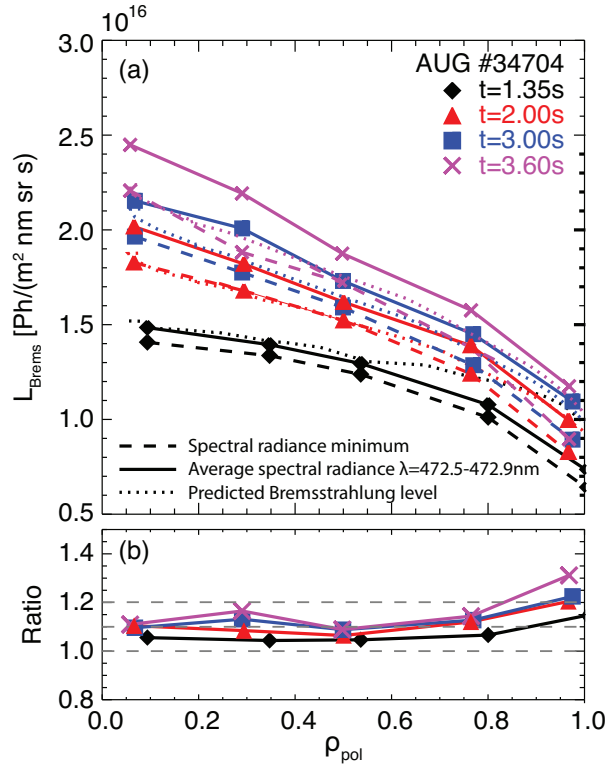 10¹⁶
3.0
(a)
AUG #34704
t=1.35s
t=2.00s
t=3.00s
t=3.60s
2.5
2.0
1.5
1.0
0.5
L_Brems [Ph/(m² nm sr s)
Spectral radiance minimum
Average spectral radiance λ=472.5-472.9nm
Predicted Bremsstrahlung level
(b)
1.4
1.2
1.0
0.8
Ratio
0.0 0.2 0.4 0.6 0.8 1.0
ρ_pol